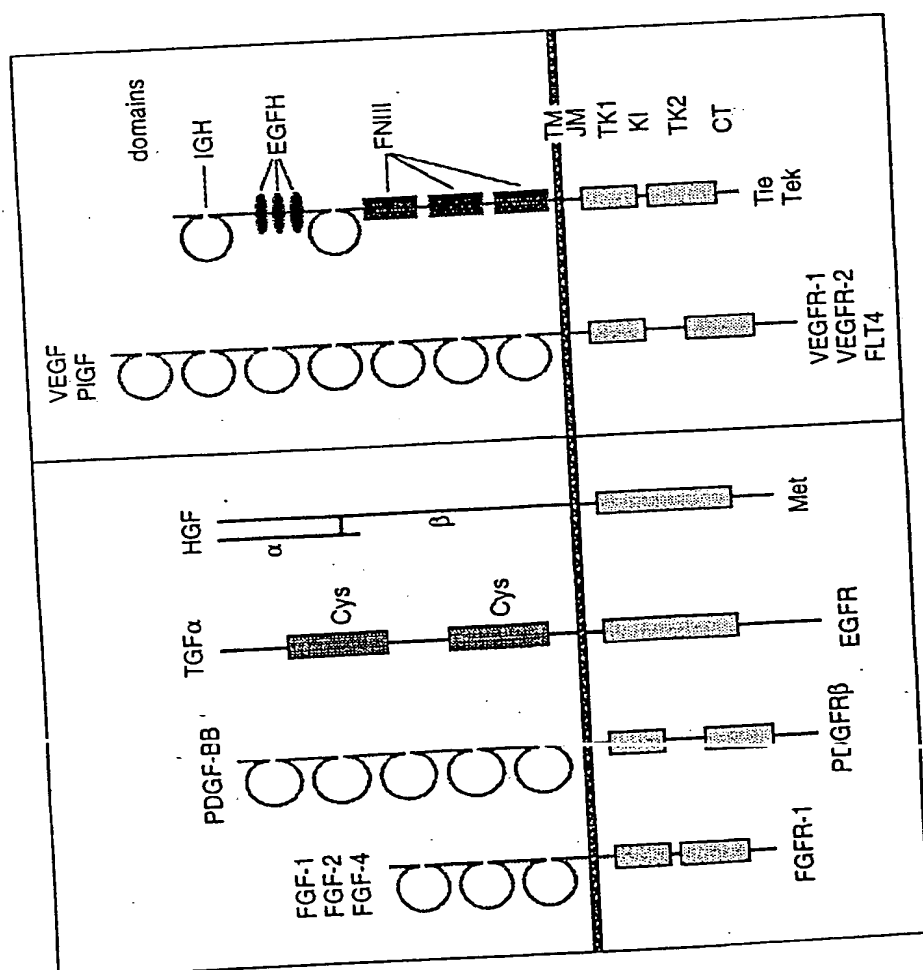 FGF-1
FGF-2
FGF-4
PDGF-BB
TGFα
HGF
VEGF
PIGF
domains
IGH
EGFH
FNIII
α
β
Cys
Cys
TM
JM
TK1
KI
TK2
CT
FGFR-1
PDGFRβ
EGFR
Met
VEGFR-1
VEGFR-2
FLT4
Tie
Tek